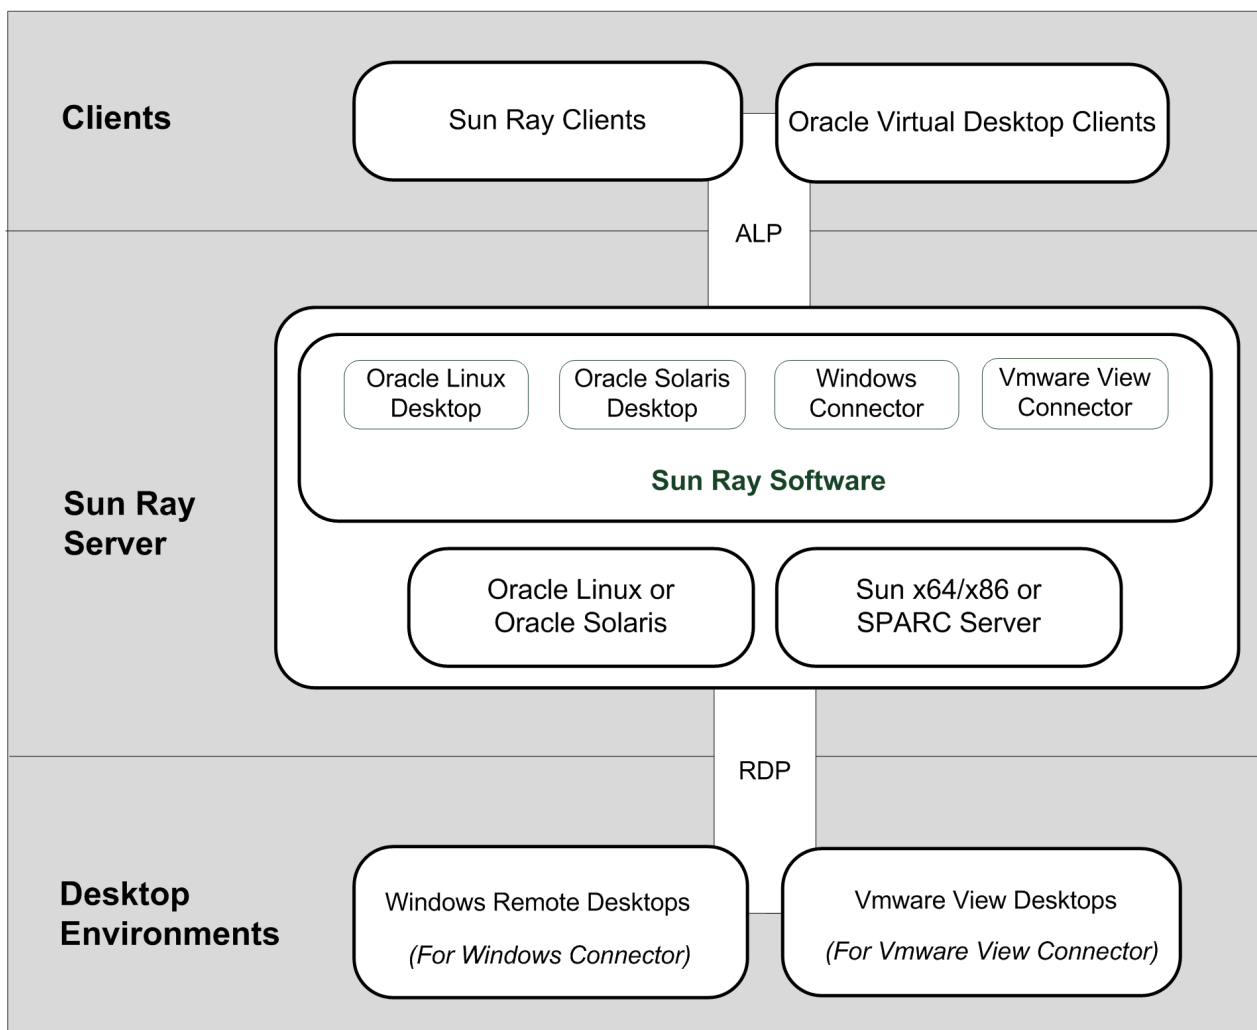 Clients
Sun Ray Clients
Oracle Virtual Desktop Clients
ALP
Oracle Linux
Desktop
Oracle Solaris
Desktop
Windows
Connector
Vmware View
Connector
Sun Ray Software
Sun Ray
Server
Oracle Linux or
Oracle Solaris
Sun x64/x86 or
SPARC Server
RDP
Desktop
Environments
Windows Remote Desktops
(For Windows Connector)
Vmware View Desktops
(For Vmware View Connector)